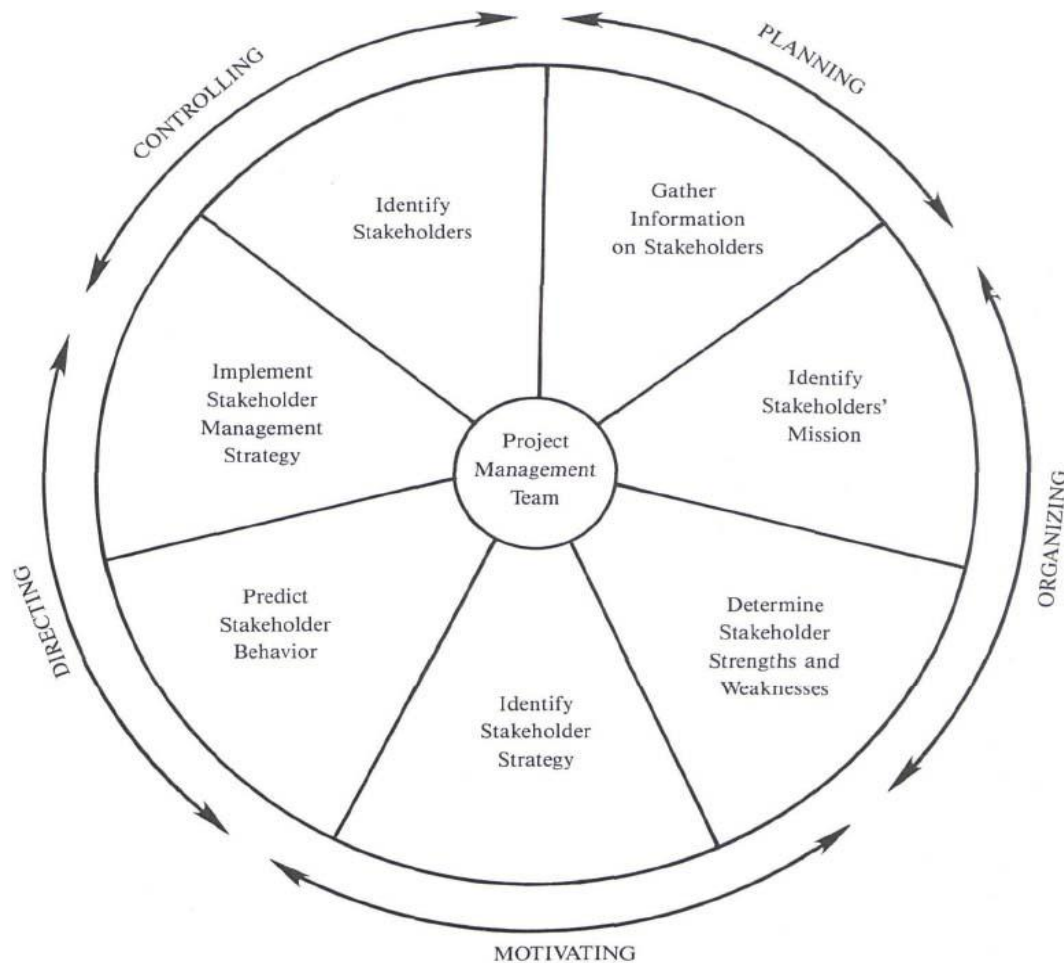 CONTROLLING
PLANNING
Identify
Stakeholders
Gather
Information
on Stakeholders
Implement
Stakeholder
Management
Strategy
Identify
Stakeholders'
Mission
Project
Management
Team
ORGANIZING
DIRECTING
Predict
Stakeholder
Behavior
Determine
Stakeholder
Strengths and
Weaknesses
Identify
Stakeholder
Strategy
MOTIVATING